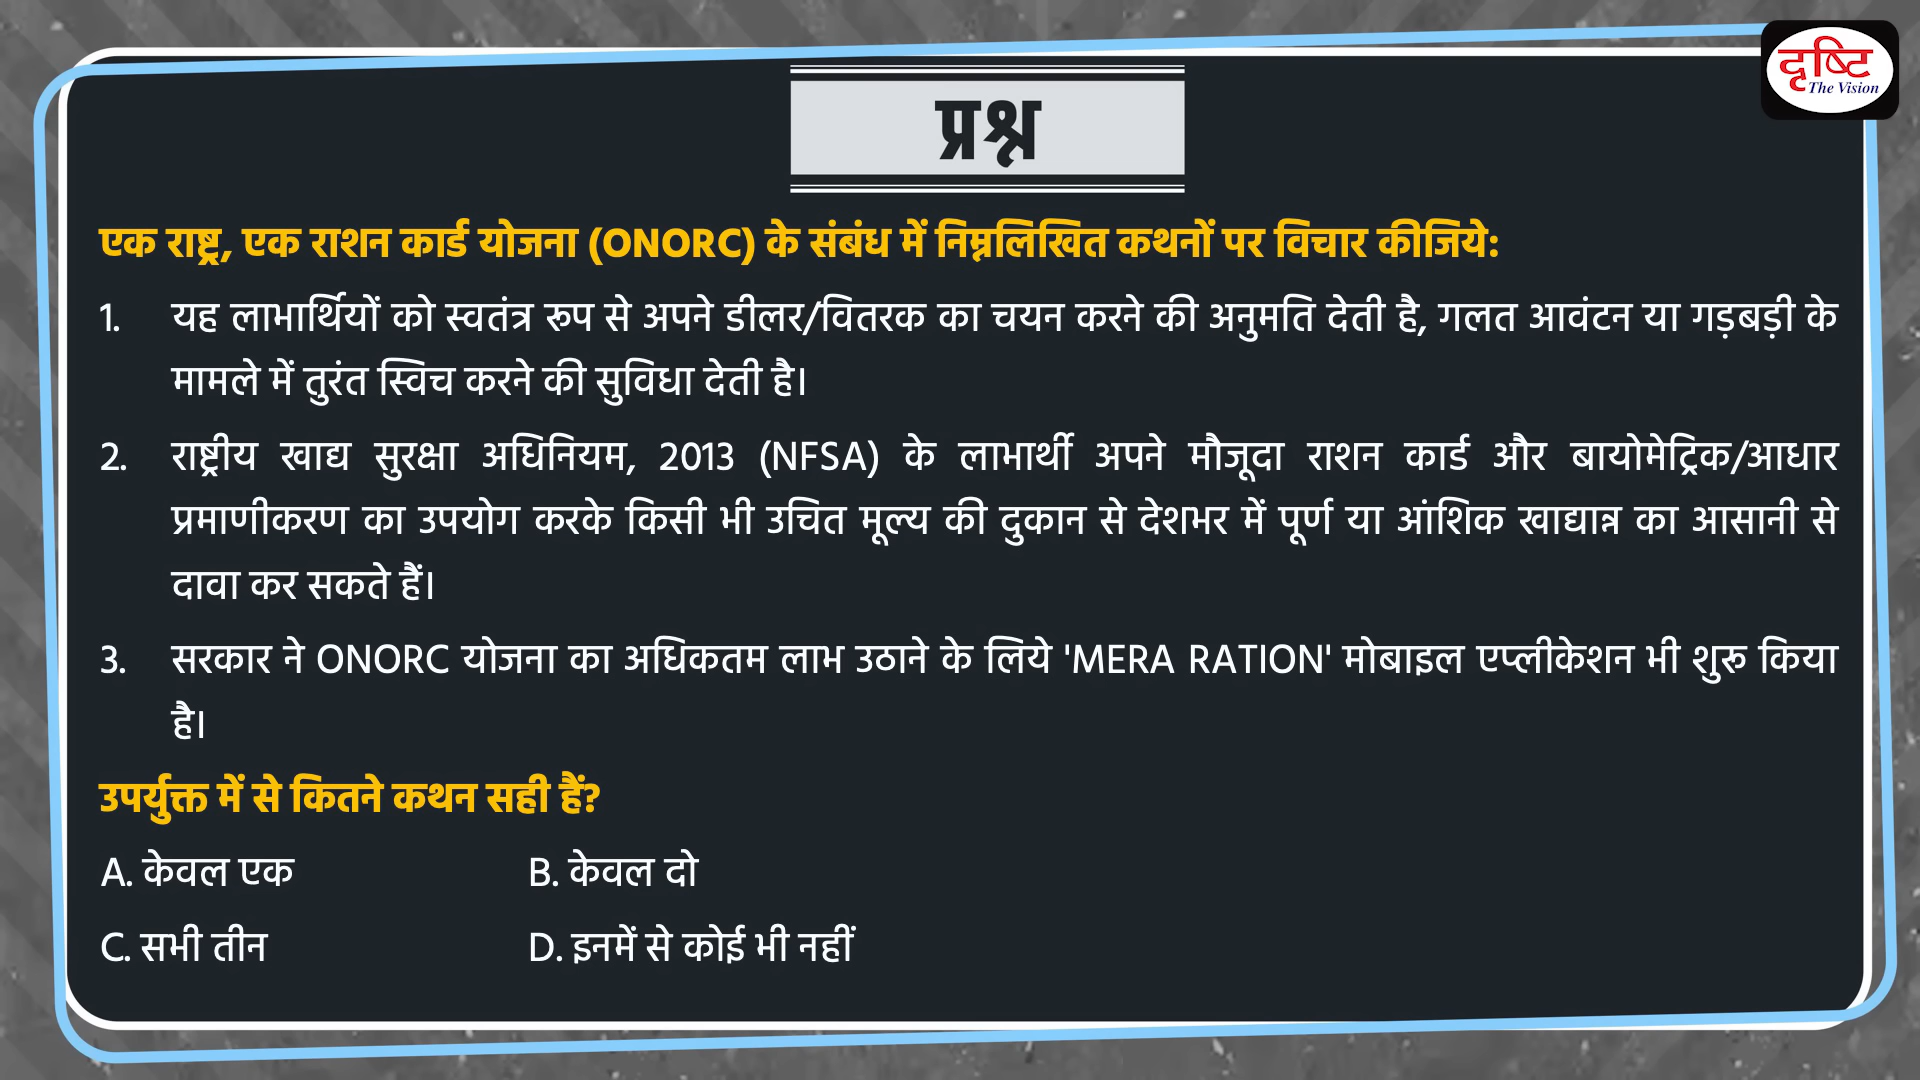 दृष्टि
The Vision
प्रश्न
एक राष्ट्र, एक राशन कार्ड योजना (ONORC) के संबंध में निम्नलिखित कथनों पर विचार कीजिये:
1. यह लाभार्थियों को स्वतंत्र रूप से अपने डीलर/वितरक का चयन करने की अनुमति देती है, गलत आवंटन या गड़बड़ी के
मामले में तुरंत स्विच करने की सुविधा देती है।
2. राष्ट्रीय खाद्य सुरक्षा अधिनियम, 2013 (NFSA) के लाभार्थी अपने मौजूदा राशन कार्ड और बायोमेट्रिक/आधार
प्रमाणीकरण का उपयोग करके किसी भी उचित मूल्य की दुकान से देशभर में पूर्ण या आंशिक खाद्यान्न का आसानी से
दावा कर सकते हैं।
3. सरकार ने ONORC योजना का अधिकतम लाभ उठाने के लिये 'MERA RATION' मोबाइल एप्लीकेशन भी शुरू किया
है।
उपर्युक्त में से कितने कथन सही हैं?
A. केवल एक B. केवल दो
C. सभी तीन D. इनमें से कोई भी नहीं